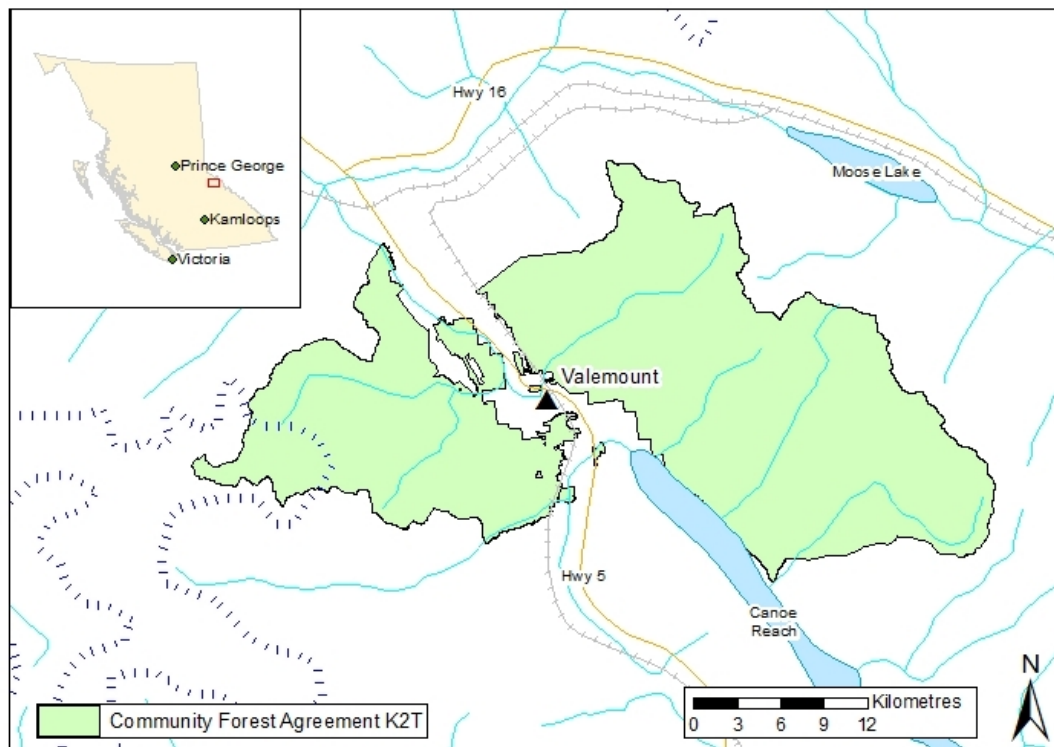 Prince George
Kamloops
Victoria
Hwy 16
Moose Lake
Valemount
Hwy 5
Canoe
Reach
Community Forest Agreement K2T
Kilometres
0 3 6 9 12
N